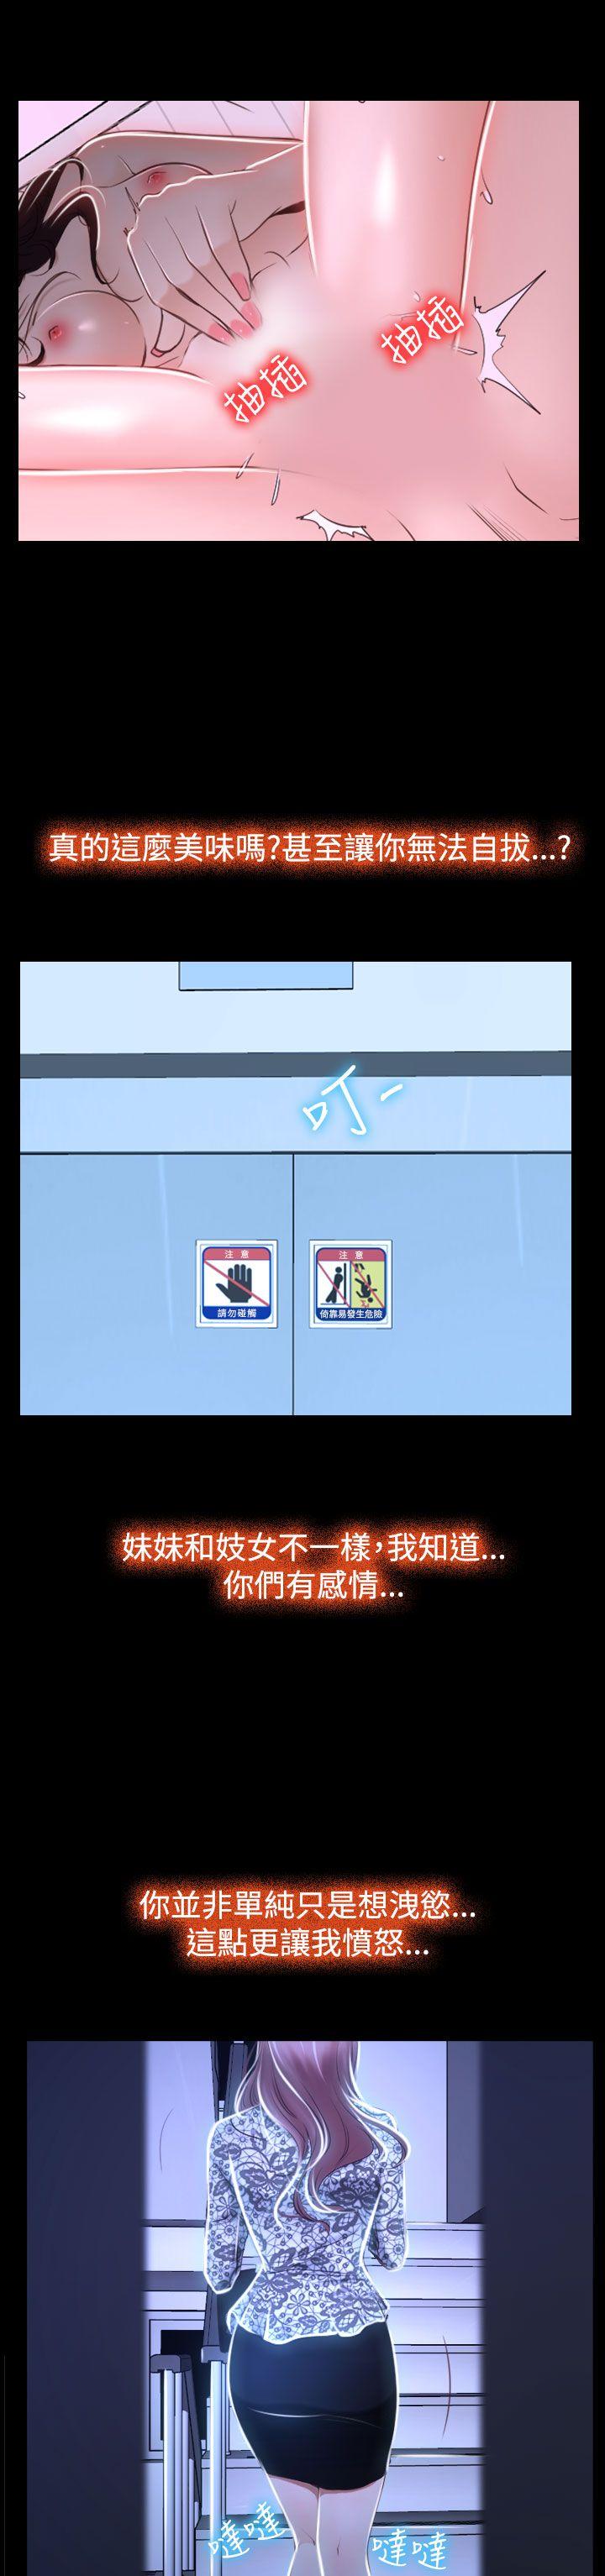 抽插
抽插
真的這麼美味嗎?甚至讓你無法自拔...?
叮–
注意
請勿碰觸
注意
倚靠易發生危險
妹妹和妓女不一樣,我知道...
你們有感情...
你並非單純只是想洩慾...
這點更讓我憤怒...
噠噠
噠噠